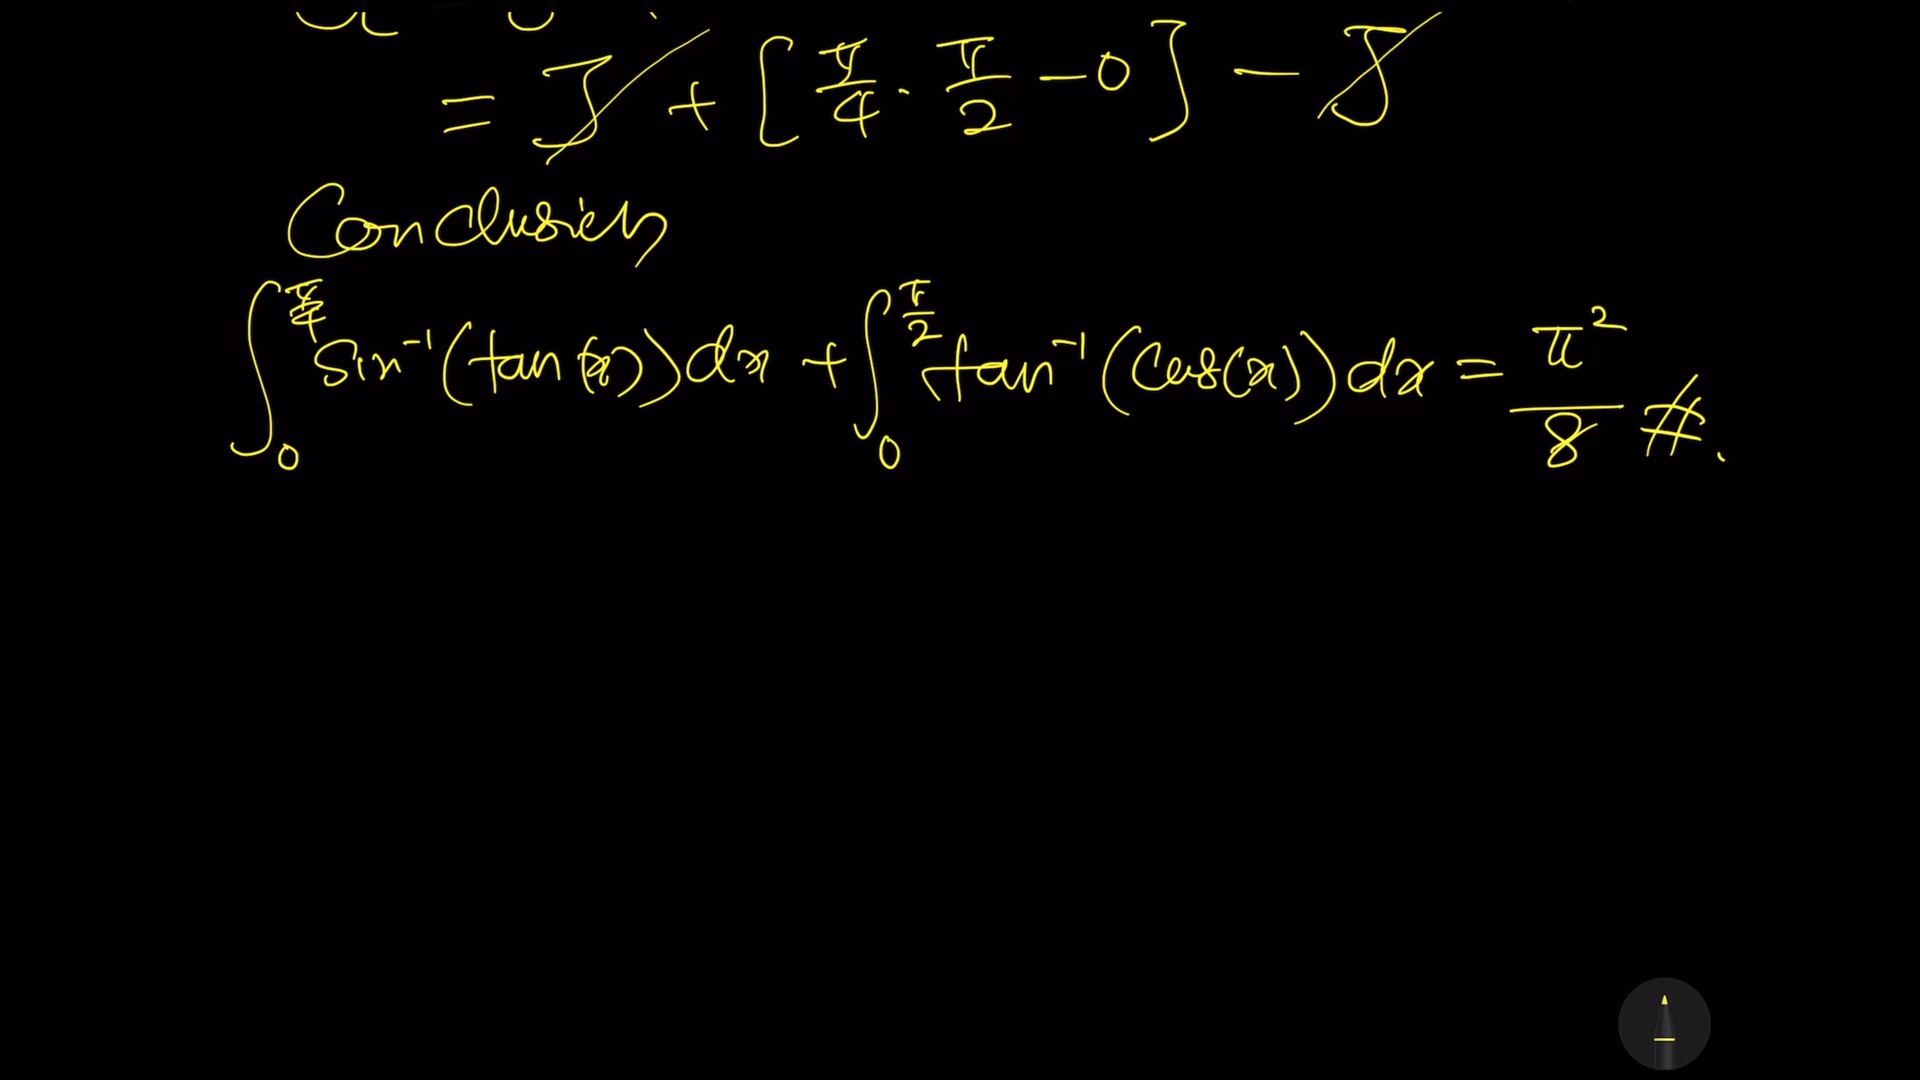 = J + [π/4 · π/2 − 0] − J
Conclusion
∫₀^(π/4) sin⁻¹(tan(x))dx + ∫₀^(π/2) tan⁻¹(cos(x))dx = π²/8 #.